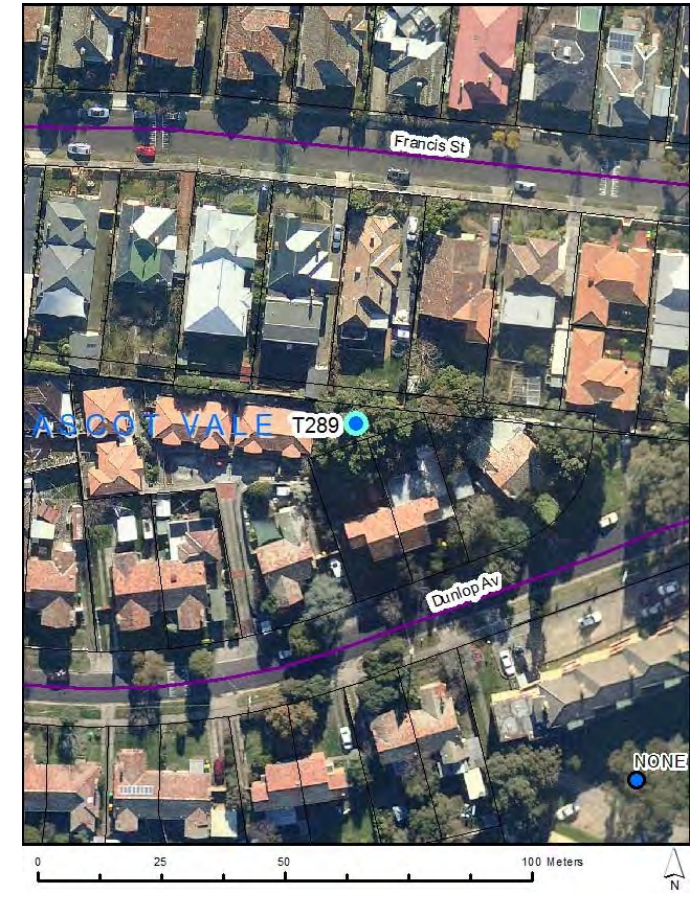 Francis St
ASCOT VALE T289
Dunlop Av
NONE
0 25 50 100 Meters
N